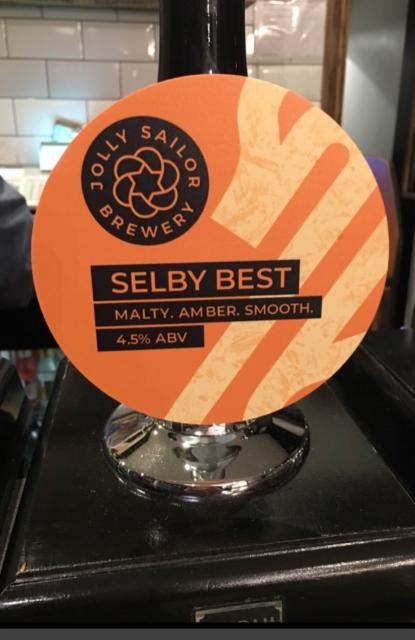 JOLLY SAILOR
BREWERY
SELBY BEST
MALTY. AMBER. SMOOTH.
4.5% ABV